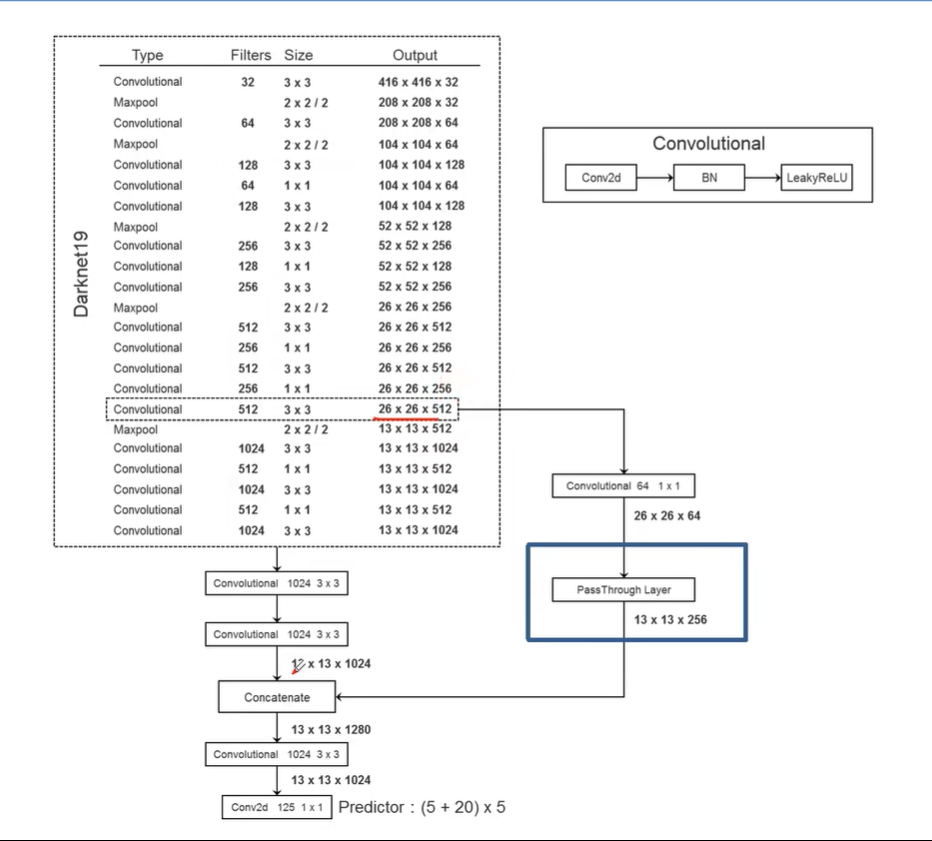 Type Filters Size Output
Convolutional 32 3 x 3 416 x 416 x 32
Maxpool 2 x 2 / 2 208 x 208 x 32
Convolutional 64 3 x 3 208 x 208 x 64
Maxpool 2 x 2 / 2 104 x 104 x 64
Convolutional 128 3 x 3 104 x 104 x 128
Convolutional 64 1 x 1 104 x 104 x 64
Convolutional 128 3 x 3 104 x 104 x 128
Maxpool 2 x 2 / 2 52 x 52 x 128
Convolutional 256 3 x 3 52 x 52 x 256
Convolutional 128 1 x 1 52 x 52 x 128
Convolutional 256 3 x 3 52 x 52 x 256
Maxpool 2 x 2 / 2 26 x 26 x 256
Convolutional 512 3 x 3 26 x 26 x 512
Convolutional 256 1 x 1 26 x 26 x 256
Convolutional 512 3 x 3 26 x 26 x 512
Convolutional 256 1 x 1 26 x 26 x 256
Convolutional 512 3 x 3 26 x 26 x 512
Maxpool 2 x 2 / 2 13 x 13 x 512
Convolutional 1024 3 x 3 13 x 13 x 1024
Convolutional 512 1 x 1 13 x 13 x 512
Convolutional 1024 3 x 3 13 x 13 x 1024
Convolutional 512 1 x 1 13 x 13 x 512
Convolutional 1024 3 x 3 13 x 13 x 1024
Darknet19
Convolutional
Conv2d BN LeakyReLU
Convolutional 64 1 x 1
26 x 26 x 64
PassThrough Layer
13 x 13 x 256
Convolutional 1024 3 x 3
Convolutional 1024 3 x 3
x 13 x 1024
Concatenate
13 x 13 x 1280
Convolutional 1024 3 x 3
13 x 13 x 1024
Conv2d 125 1 x 1 Predictor : (5 + 20) x 5